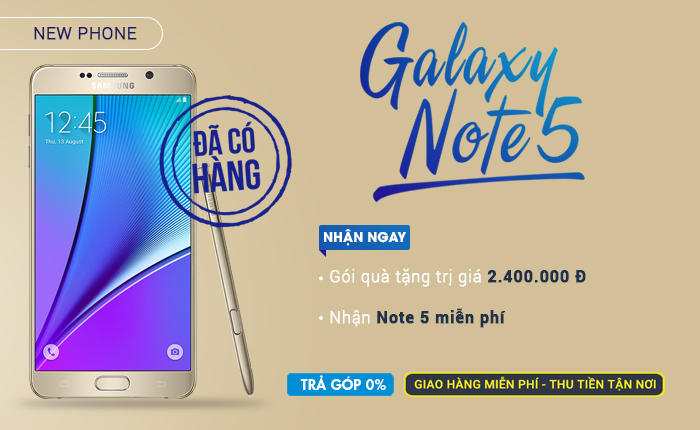 NEW PHONE
SAMSUNG
12:45
Thu, 13 August
ĐÃ CÓ
HÀNG
Galaxy
Note 5
NHẬN NGAY
• Gói quà tặng trị giá 2.400.000 Đ
• Nhận Note 5 miễn phí
TRẢ GÓP 0%
GIAO HÀNG MIỄN PHÍ - THU TIỀN TẬN NƠI